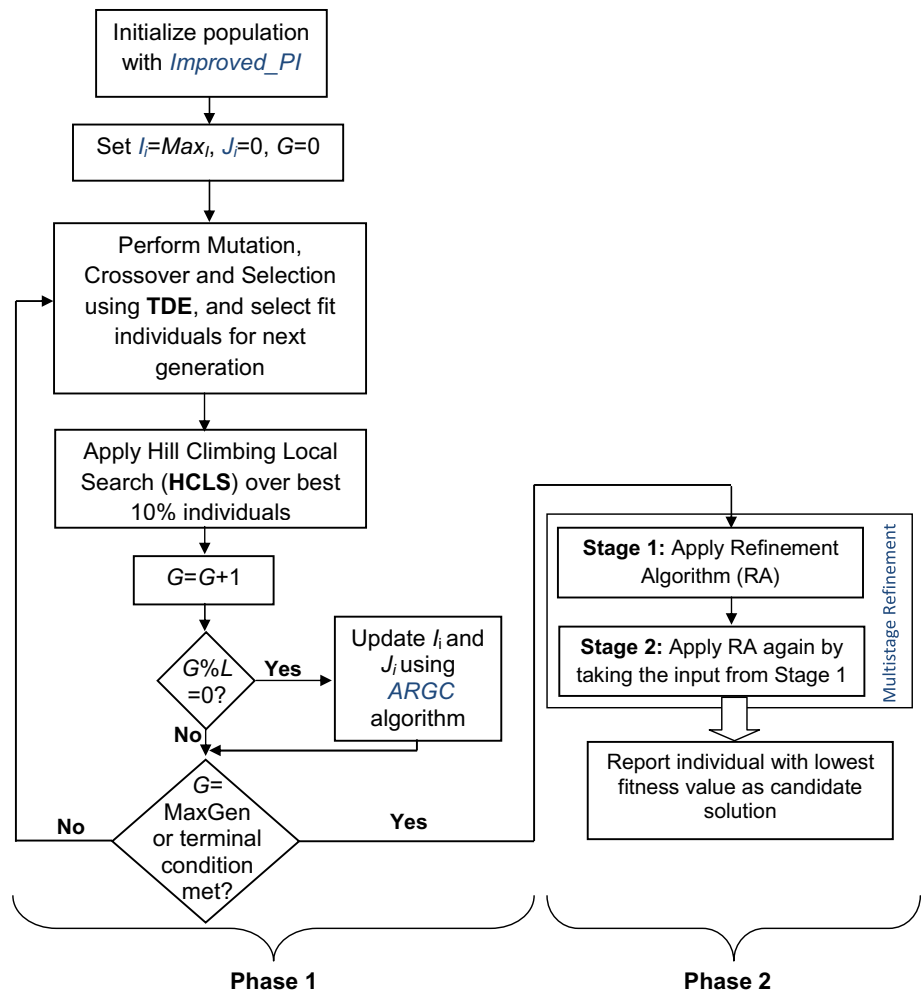 Initialize population
with Improved_PI
Set Iᵢ=Maxᵢ, Jᵢ=0, G=0
Perform Mutation,
Crossover and Selection
using TDE, and select fit
individuals for next
generation
Apply Hill Climbing Local
Search (HCLS) over best
10% individuals
G=G+1
G%L
=0?
Yes
No
Update Iᵢ and
Jᵢ using
ARGC
algorithm
G=
MaxGen
or terminal
condition
met?
No
Yes
Phase 1
Stage 1: Apply Refinement
Algorithm (RA)
Stage 2: Apply RA again by
taking the input from Stage 1
Multistage Refinement
Report individual with lowest
fitness value as candidate
solution
Phase 2